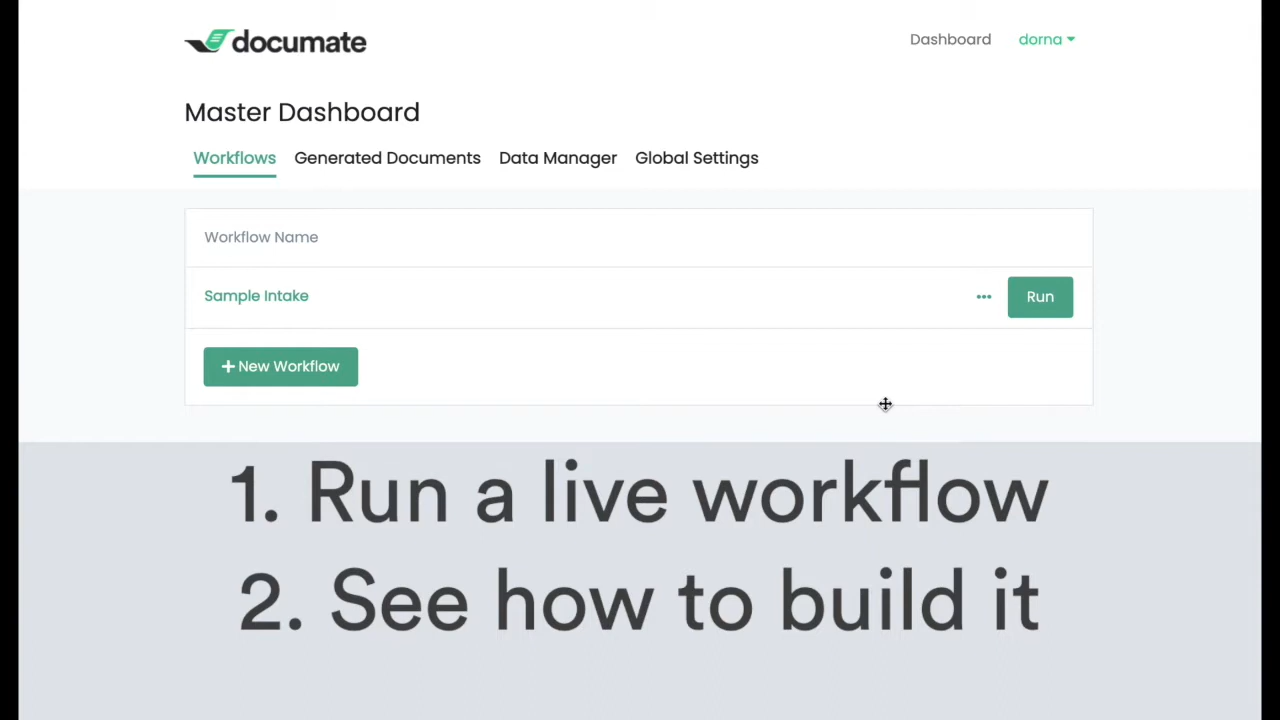 documate
Dashboard dorna
Master Dashboard
Workflows Generated Documents Data Manager Global Settings
Workflow Name
Sample Intake ••• Run
+ New Workflow
1. Run a live workflow
2. See how to build it